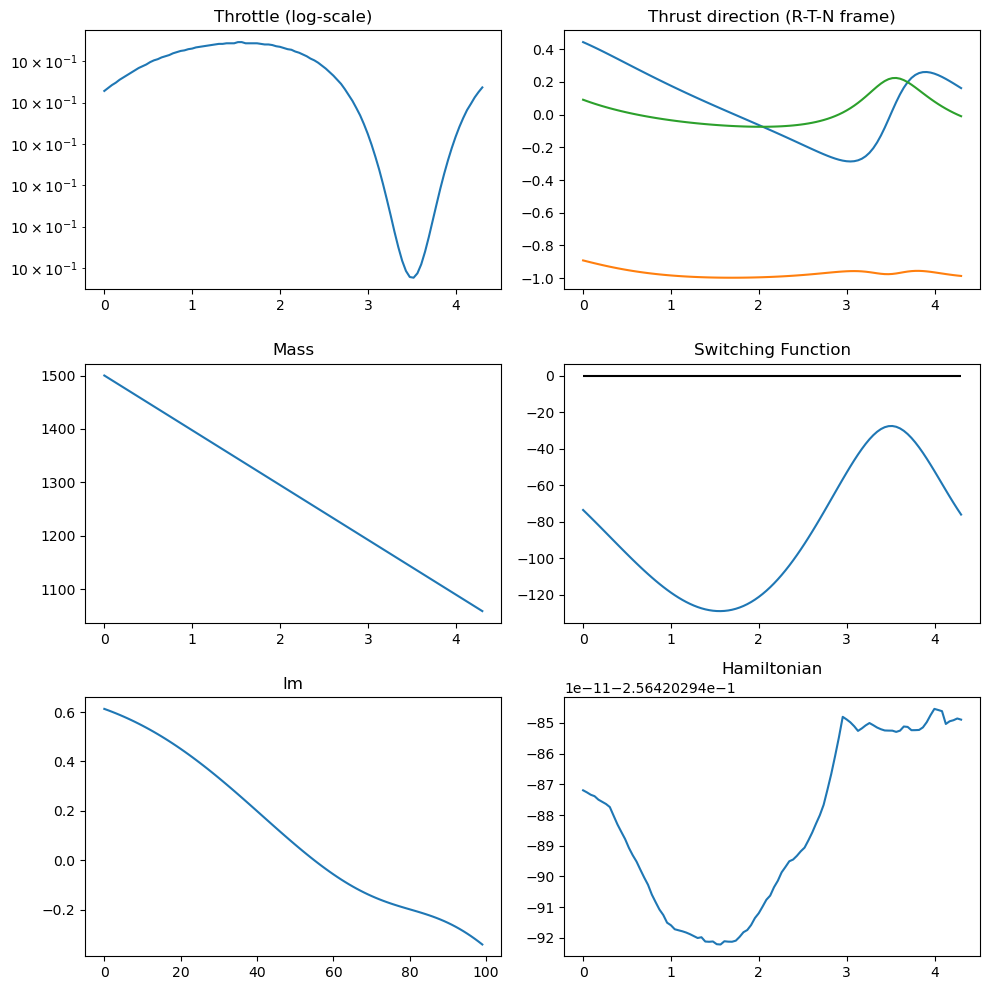 Throttle (log-scale)
10 × 10⁻¹
10 × 10⁻¹
10 × 10⁻¹
10 × 10⁻¹
10 × 10⁻¹
10 × 10⁻¹
0 1 2 3 4
Thrust direction (R-T-N frame)
0.4
0.2
0.0
−0.2
−0.4
−0.6
−0.8
−1.0
0 1 2 3 4
Mass
1500
1400
1300
1200
1100
0 1 2 3 4
Switching Function
0
−20
−40
−60
−80
−100
−120
0 1 2 3 4
lm
0.6
0.4
0.2
0.0
−0.2
0 20 40 60 80 100
Hamiltonian
1e−11−2.56420294e−1
−85
−86
−87
−88
−89
−90
−91
−92
0 1 2 3 4